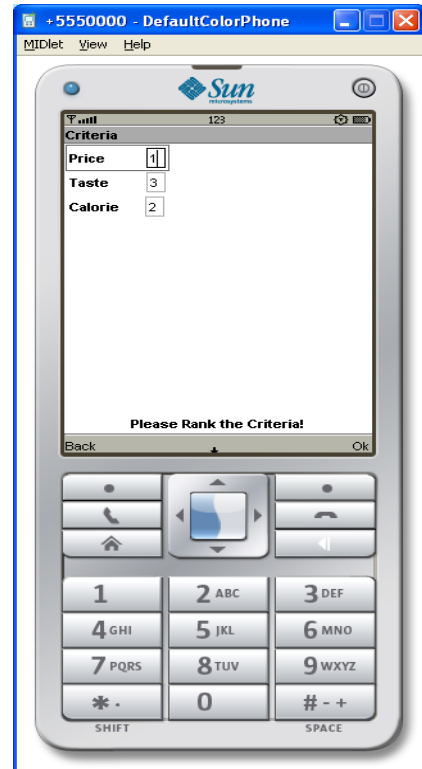 +5550000 - DefaultColorPhone
MIDlet View Help
Sun
microsystems
123
Criteria
Price 1
Taste 3
Calorie 2
Please Rank the Criteria!
Back Ok
1 2 ABC 3 DEF
4 GHI 5 JKL 6 MNO
7 PQRS 8 TUV 9 WXYZ
* . 0 # - +
SHIFT SPACE